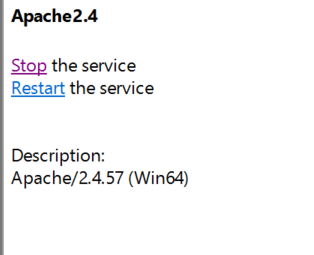 Apache2.4
Stop the service
Restart the service
Description:
Apache/2.4.57 (Win64)